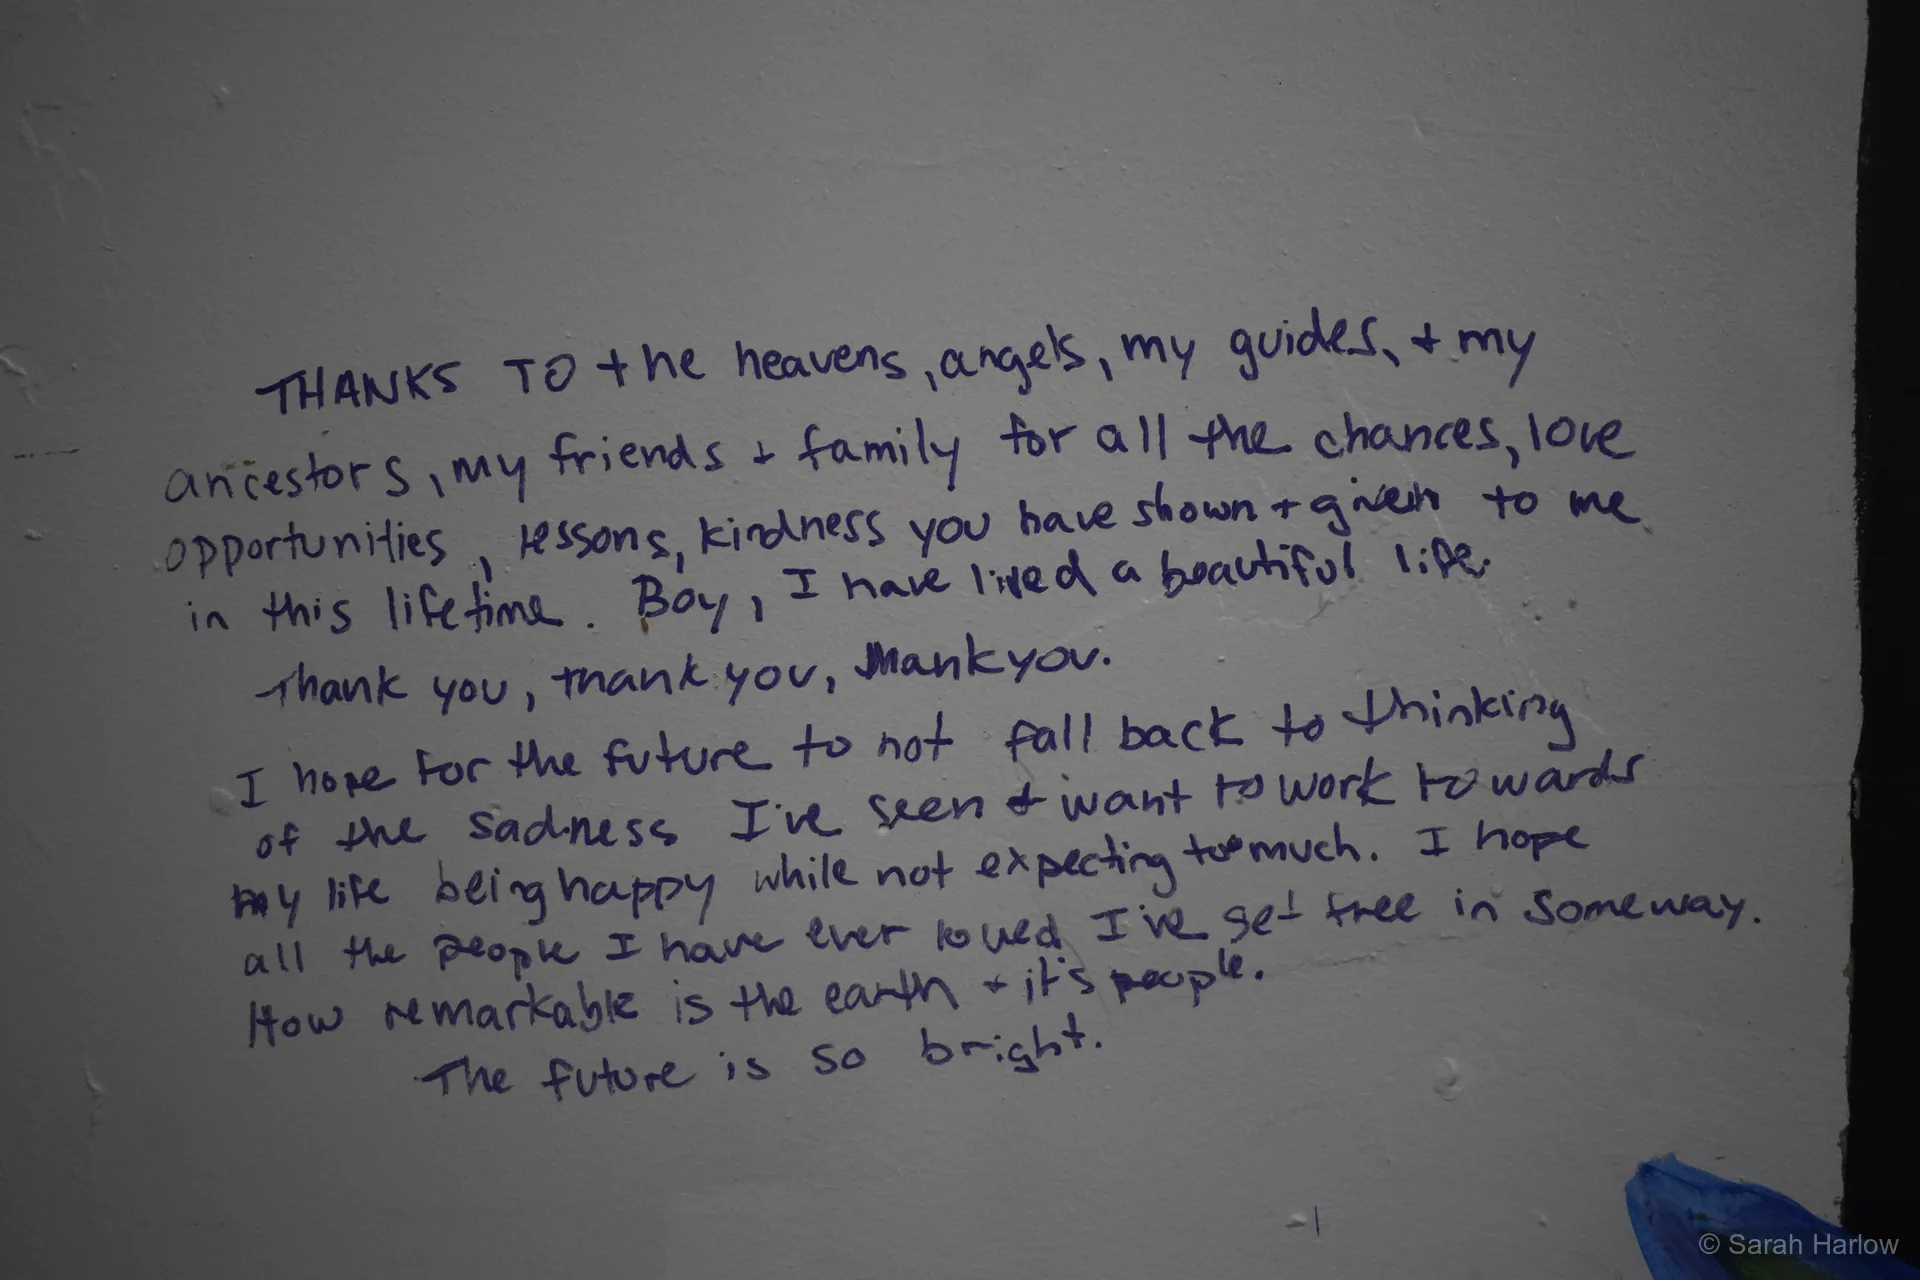 THANKS TO the heavens, angels, my guides, + my
ancestors, my friends + family for all the chances, love
opportunities, lessons, kindness you have shown + given to me
in this lifetime. Boy, I have lived a beautiful life.
Thank you, thank you, thankyou.
I hope for the future to not fall back to thinking
of the sadness I've seen + want to work towards
my life being happy while not expecting too much. I hope
all the people I have ever loved I've set free in someway.
How remarkable is the earth + it's people.
The future is so bright.
© Sarah Harlow